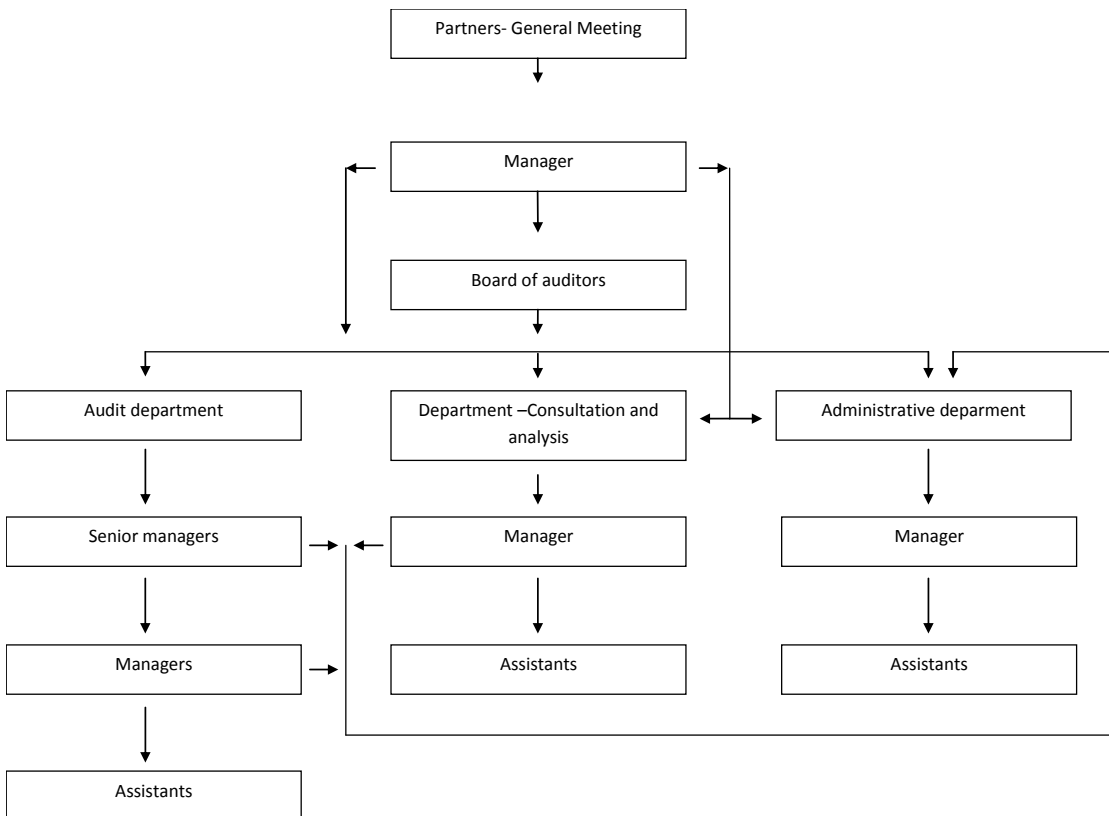 Partners- General Meeting
Manager
Board of auditors
Audit department
Department –Consultation and
analysis
Administrative deparment
Senior managers
Manager
Manager
Managers
Assistants
Assistants
Assistants